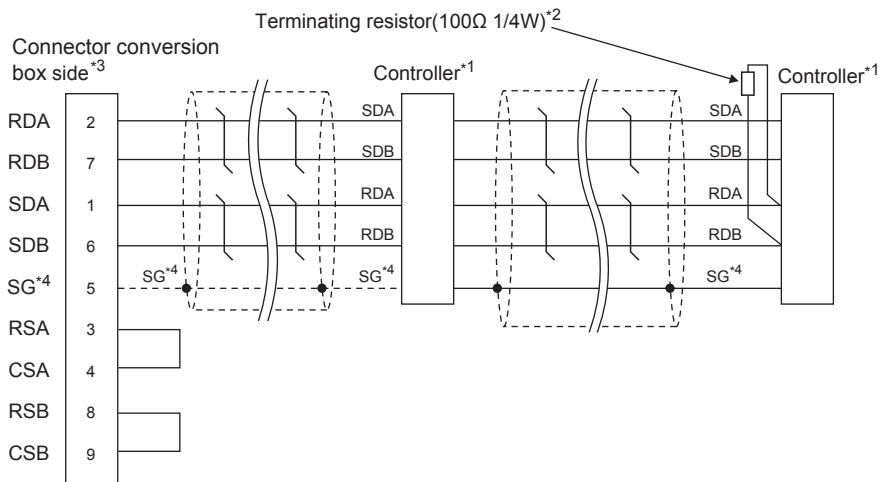 Terminating resistor(100Ω 1/4W)*2
Connector conversion
box side*3
Controller*1
Controller*1
RDA 2 SDA SDA
RDB 7 SDB SDB
SDA 1 RDA RDA
SDB 6 RDB RDB
SG*4 5 SG*4 SG*4 SG*4
RSA 3
CSA 4
RSB 8
CSB 9